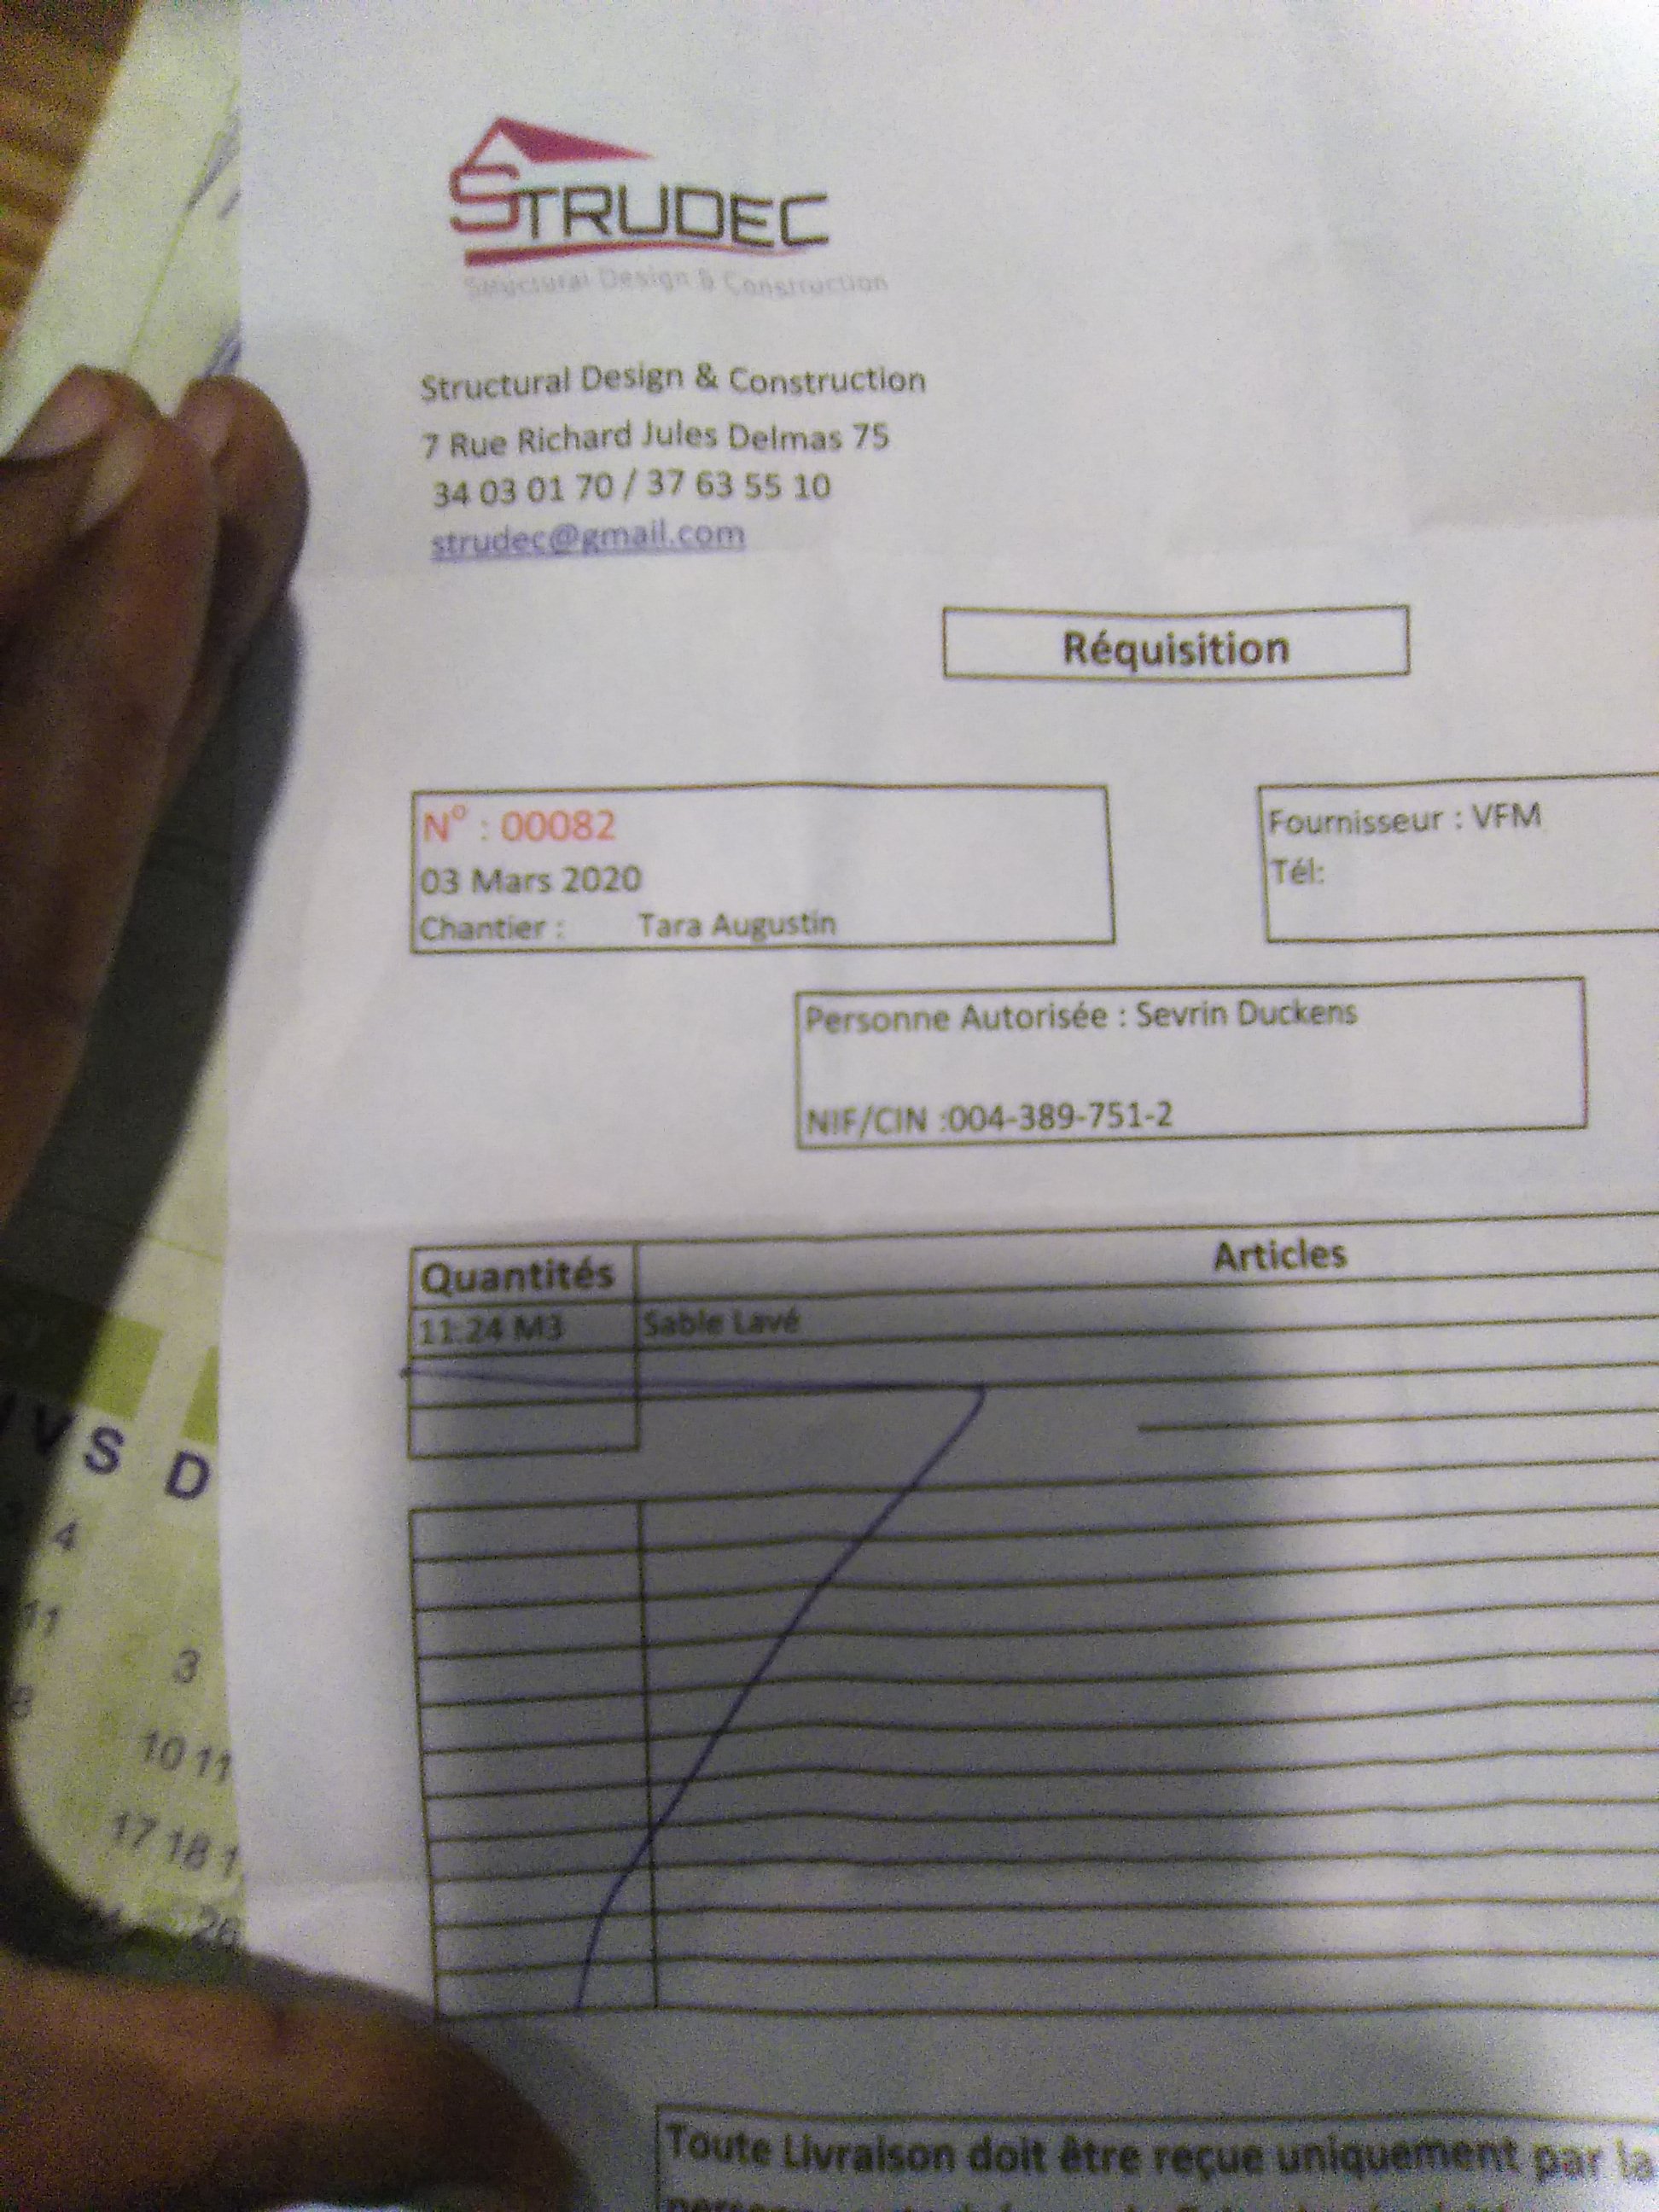 STRUDEC
Structural Design & Construction
Structural Design & Construction
7 Rue Richard Jules Delmas 75
34 03 01 70 / 37 63 55 10
strudec@gmail.com
Réquisition
N° : 00082
03 Mars 2020
Chantier : Tara Augustin
Fournisseur : VFM
Tél:
Personne Autorisée : Sevrin Duckens
NIF/CIN :004-389-751-2
Quantités Articles
11.24 M3 Sable Lavé
Toute Livraison doit être reçue uniquement par la
V S D
4
11
3
10 11
17 18 1
26